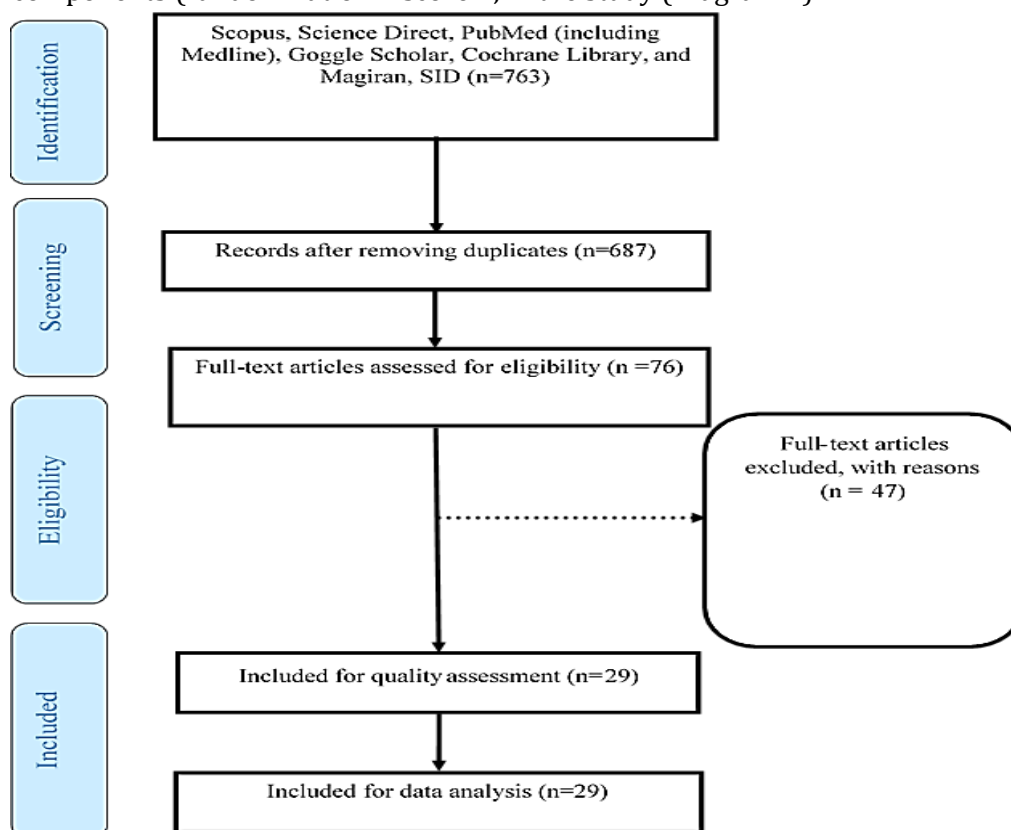 Scopus, Science Direct, PubMed (including
Medline), Goggle Scholar, Cochrane Library, and
Magiran, SID (n=763)
Identification
Records after removing duplicates (n=687)
Screening
Full-text articles assessed for eligibility (n =76)
Full-text articles
excluded, with reasons
(n = 47)
Eligibility
Included for quality assessment (n=29)
Included
Included for data analysis (n=29)